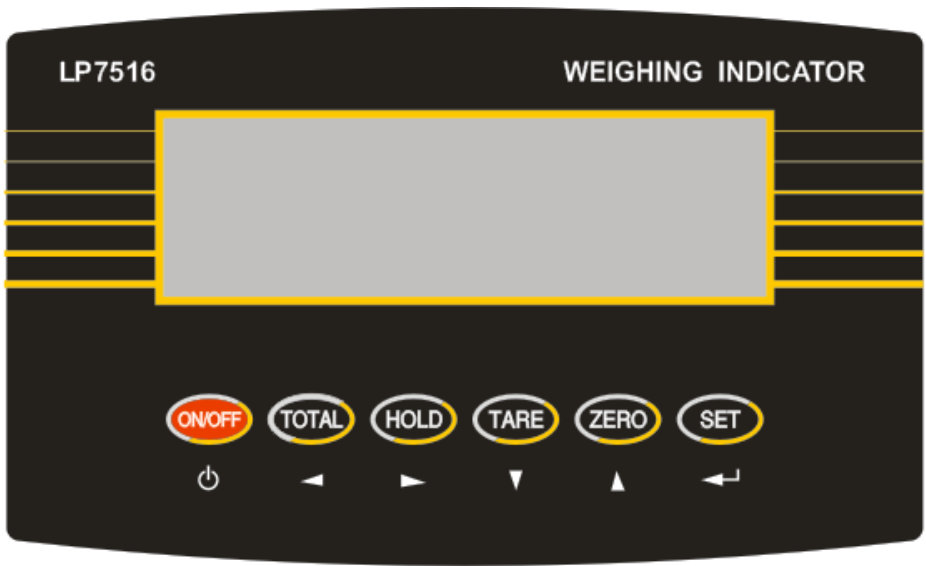 LP7516 WEIGHING INDICATOR
ON/OFF TOTAL HOLD TARE ZERO SET